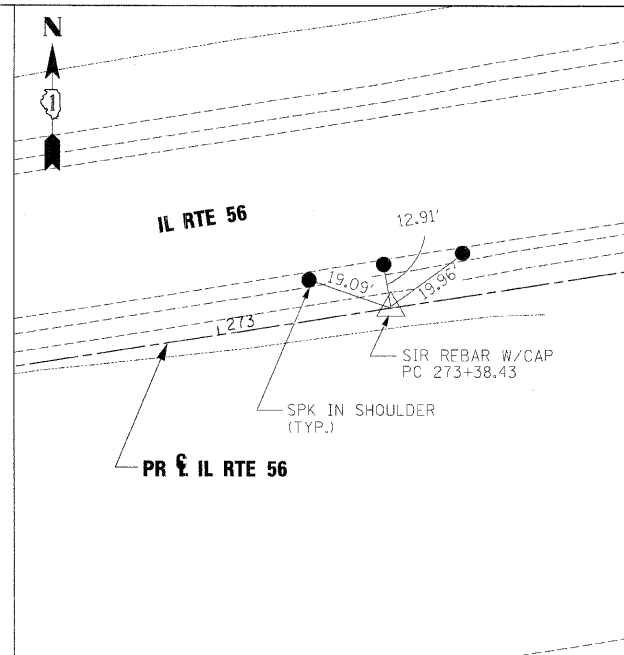 N
1
IL RTE 56
12.91'
19.09'
19.96'
273
SIR REBAR W/CAP
PC 273+38.43
SPK IN SHOULDER
(TYP.)
PR ℄ IL RTE 56